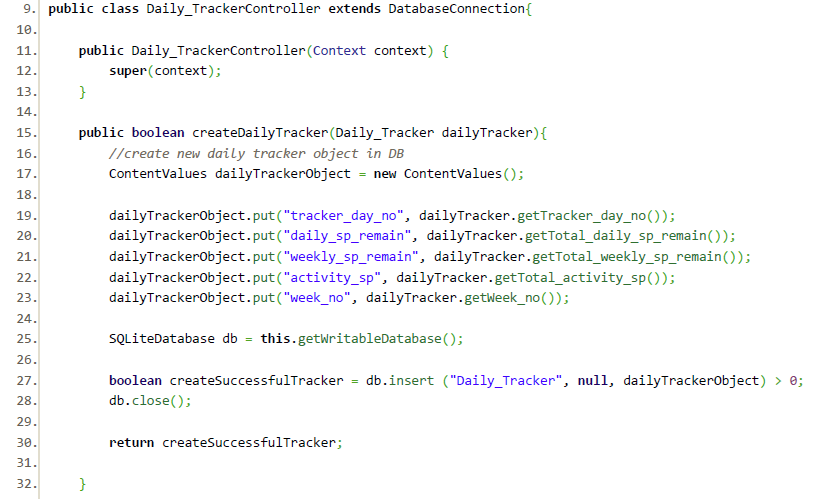 9. public class Daily_TrackerController extends DatabaseConnection{
10.
11.     public Daily_TrackerController(Context context) {
12.         super(context);
13.     }
14.
15.     public boolean createDailyTracker(Daily_Tracker dailyTracker){
16.         //create new daily tracker object in DB
17.         ContentValues dailyTrackerObject = new ContentValues();
18.
19.         dailyTrackerObject.put("tracker_day_no", dailyTracker.getTracker_day_no());
20.         dailyTrackerObject.put("daily_sp_remain", dailyTracker.getTotal_daily_sp_remain());
21.         dailyTrackerObject.put("weekly_sp_remain", dailyTracker.getTotal_weekly_sp_remain());
22.         dailyTrackerObject.put("activity_sp", dailyTracker.getTotal_activity_sp());
23.         dailyTrackerObject.put("week_no", dailyTracker.getWeek_no());
24.
25.         SQLiteDatabase db = this.getWritableDatabase();
26.
27.         boolean createSuccessfulTracker = db.insert ("Daily_Tracker", null, dailyTrackerObject) > 0;
28.         db.close();
29.
30.         return createSuccessfulTracker;
31.
32.     }